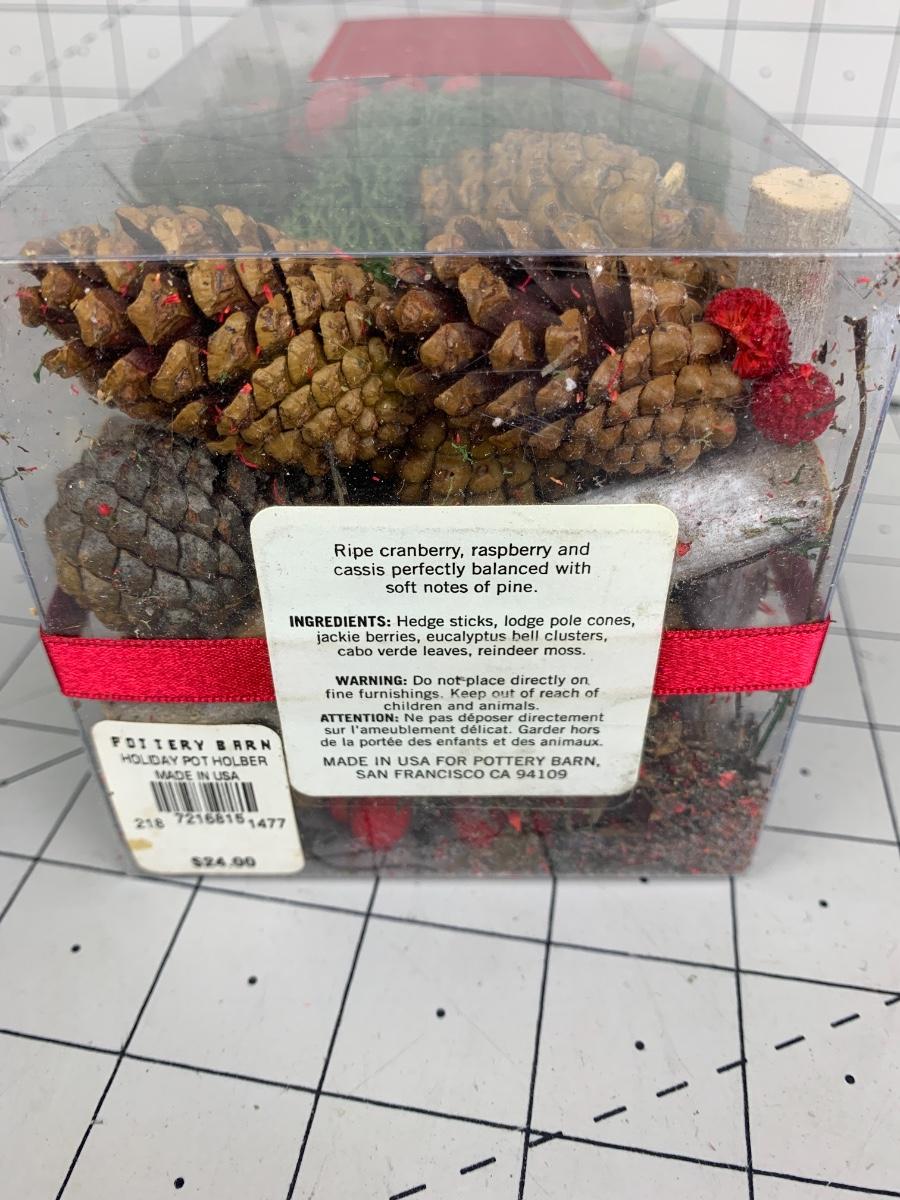 Ripe cranberry, raspberry and
cassis perfectly balanced with
soft notes of pine.
INGREDIENTS: Hedge sticks, lodge pole cones,
jackie berries, eucalyptus bell clusters,
cabo verde leaves, reindeer moss.
WARNING: Do not place directly on
fine furnishings. Keep out of reach of
children and animals.
ATTENTION: Ne pas déposer directement
sur l'ameublement délicat. Garder hors
de la portée des enfants et des animaux.
MADE IN USA FOR POTTERY BARN,
SAN FRANCISCO CA 94109
POTTERY BARN
HOLIDAY POT HOLBER
MADE IN USA
218 7216815 1477
$24.00